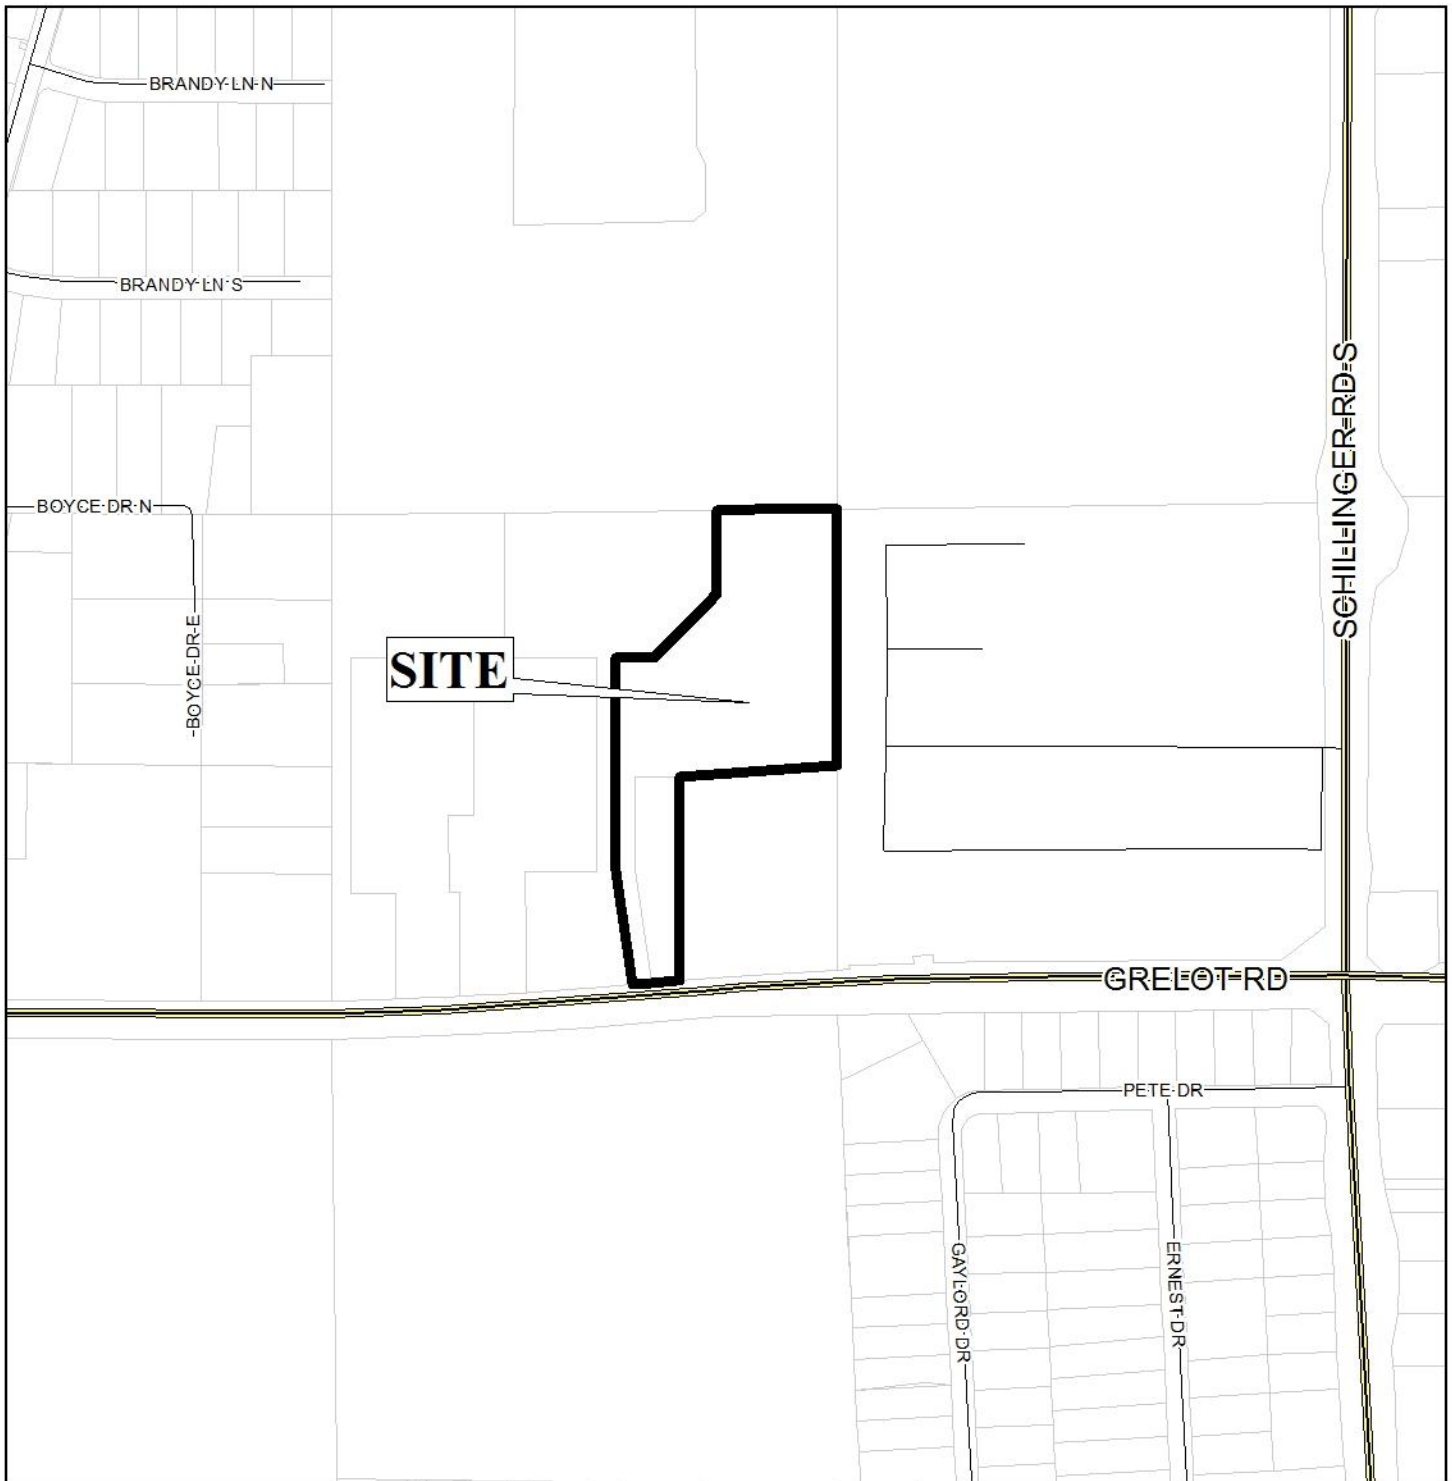 BRANDY LN N
BRANDY LN S
SCHILLINGER RD S
BOYCE DR N
BOYCE DR E
SITE
GRELOT RD
PETE DR
GAYLORD DR
ERNEST DR